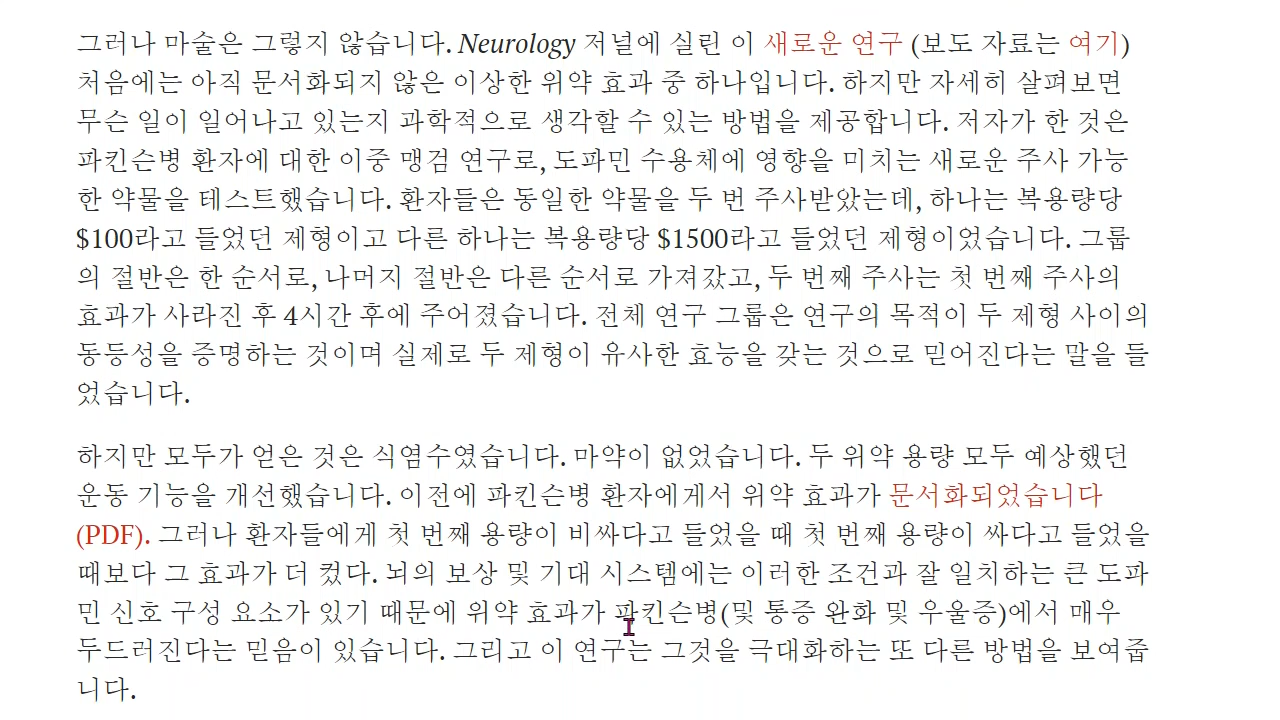 그러나 마술은 그렇지 않습니다. Neurology 저널에 실린 이 새로운 연구 (보도 자료는 여기)
처음에는 아직 문서화되지 않은 이상한 위약 효과 중 하나입니다. 하지만 자세히 살펴보면
무슨 일이 일어나고 있는지 과학적으로 생각할 수 있는 방법을 제공합니다. 저자가 한 것은
파킨슨병 환자에 대한 이중 맹검 연구로, 도파민 수용체에 영향을 미치는 새로운 주사 가능
한 약물을 테스트했습니다. 환자들은 동일한 약물을 두 번 주사받았는데, 하나는 복용량당
$100라고 들었던 제형이고 다른 하나는 복용량당 $1500라고 들었던 제형이었습니다. 그룹
의 절반은 한 순서로, 나머지 절반은 다른 순서로 가져갔고, 두 번째 주사는 첫 번째 주사의
효과가 사라진 후 4시간 후에 주어졌습니다. 전체 연구 그룹은 연구의 목적이 두 제형 사이의
동등성을 증명하는 것이며 실제로 두 제형이 유사한 효능을 갖는 것으로 믿어진다는 말을 들
었습니다.
하지만 모두가 얻은 것은 식염수였습니다. 마약이 없었습니다. 두 위약 용량 모두 예상했던
운동 기능을 개선했습니다. 이전에 파킨슨병 환자에게서 위약 효과가 문서화되었습니다
(PDF). 그러나 환자들에게 첫 번째 용량이 비싸다고 들었을 때 첫 번째 용량이 싸다고 들었을
때보다 그 효과가 더 컸다. 뇌의 보상 및 기대 시스템에는 이러한 조건과 잘 일치하는 큰 도파
민 신호 구성 요소가 있기 때문에 위약 효과가 파킨슨병(및 통증 완화 및 우울증)에서 매우
두드러진다는 믿음이 있습니다. 그리고 이 연구는 그것을 극대화하는 또 다른 방법을 보여줍
니다.